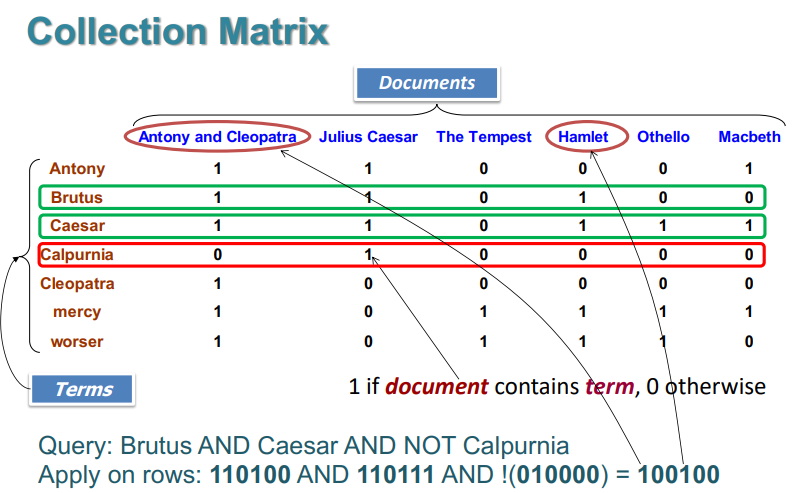 Collection Matrix
Documents
Antony and Cleopatra Julius Caesar The Tempest Hamlet Othello Macbeth
Antony 1 1 0 0 0 1
Brutus 1 1 0 1 0 0
Caesar 1 1 0 1 1 1
Calpurnia 0 1 0 0 0 0
Cleopatra 1 0 0 0 0 0
mercy 1 0 1 1 1 1
worser 1 0 1 1 1 0
Terms
1 if document contains term, 0 otherwise
Query: Brutus AND Caesar AND NOT Calpurnia
Apply on rows: 110100 AND 110111 AND !(010000) = 100100